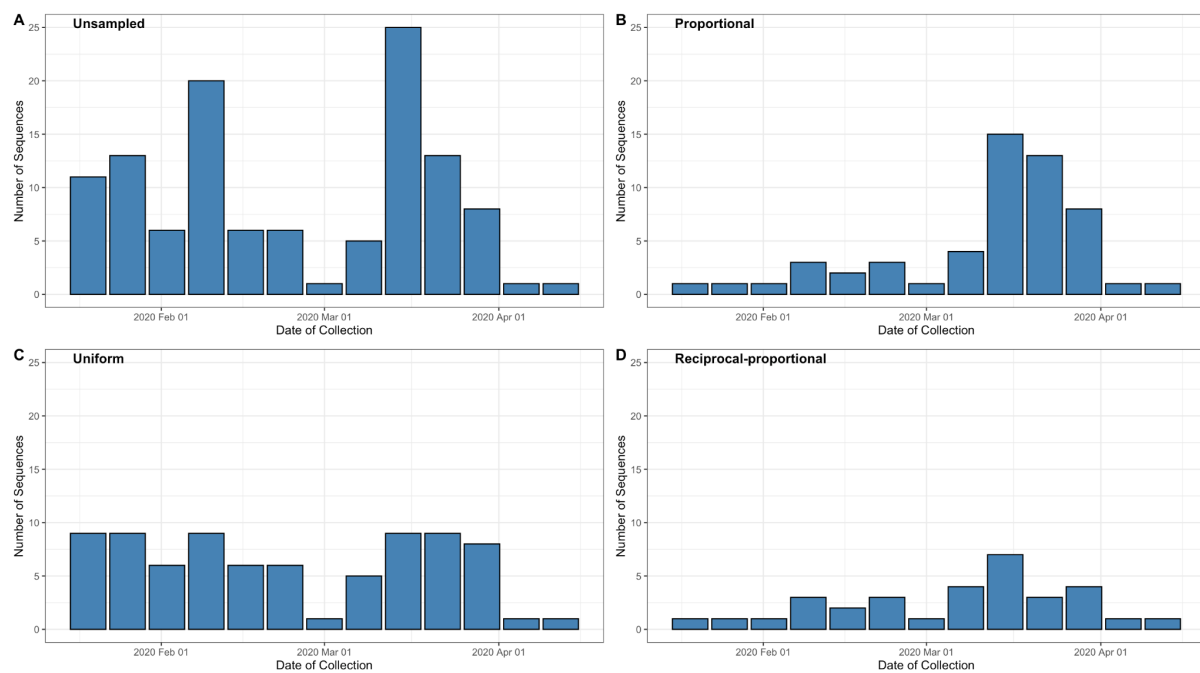 A Unsampled
Number of Sequences
25
20
15
10
5
0
2020 Feb 01 2020 Mar 01 2020 Apr 01
Date of Collection
B Proportional
Number of Sequences
25
20
15
10
5
0
2020 Feb 01 2020 Mar 01 2020 Apr 01
Date of Collection
C Uniform
Number of Sequences
25
20
15
10
5
0
2020 Feb 01 2020 Mar 01 2020 Apr 01
Date of Collection
D Reciprocal-proportional
Number of Sequences
25
20
15
10
5
0
2020 Feb 01 2020 Mar 01 2020 Apr 01
Date of Collection